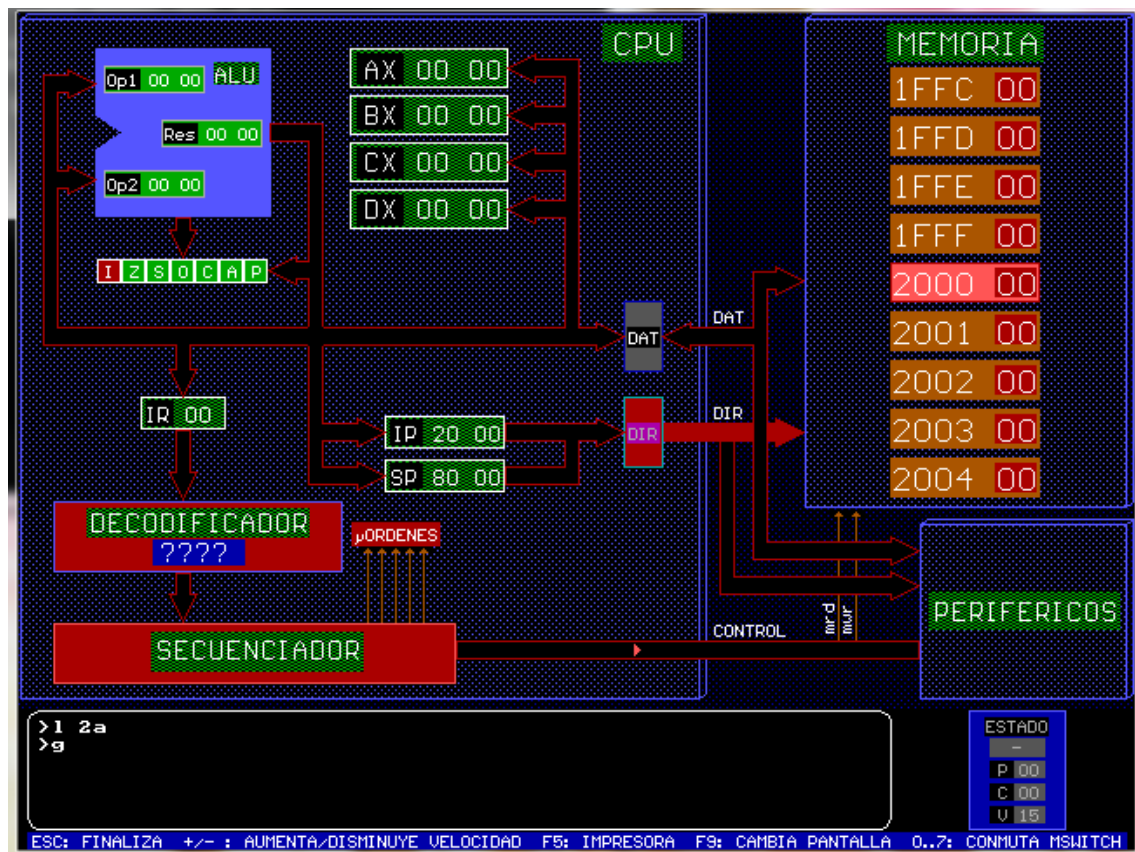 CPU
MEMORIA
ALU
Op1 00 00
Res 00 00
Op2 00 00
I Z S O C A P
AX 00 00
BX 00 00
CX 00 00
DX 00 00
1FFC 00
1FFD 00
1FFE 00
1FFF 00
2000 00
2001 00
2002 00
2003 00
2004 00
DAT
DAT
DIR
DIR
IR 00
IP 20 00
SP 80 00
DECODIFICADOR
????
µORDENES
SECUENCIADOR
CONTROL
mrd
mwr
PERIFERICOS
>l 2a
>g
ESTADO
-
P 00
C 00
V 15
ESC: FINALIZA +/- : AUMENTA/DISMINUYE VELOCIDAD F5: IMPRESORA F9: CAMBIA PANTALLA 0..7: CONMUTA MSWITCH